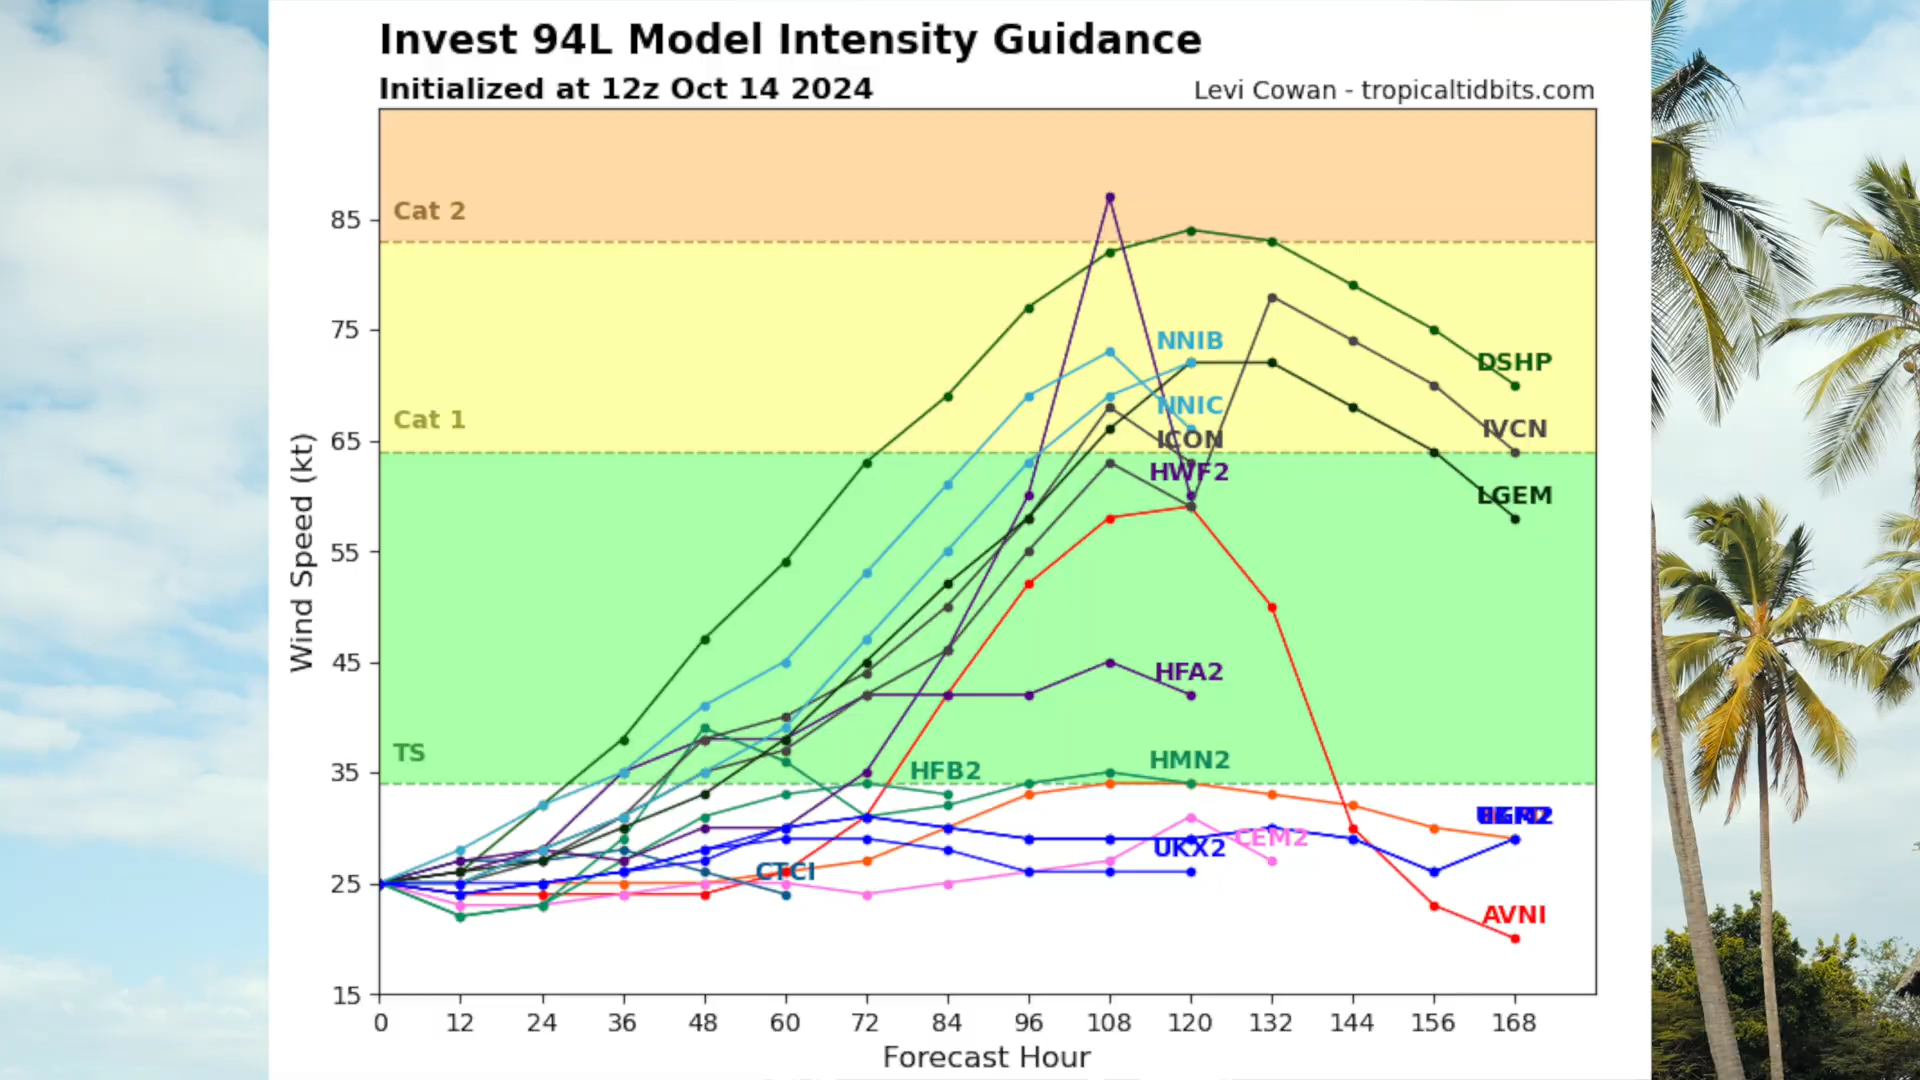 Invest 94L Model Intensity Guidance
Initialized at 12z Oct 14 2024
Levi Cowan - tropicaltidbits.com
Cat 2
Cat 1
TS
85
75
65
55
45
35
25
15
Wind Speed (kt)
NNIB
NNIC
ICON
HWF2
DSHP
IVCN
LGEM
HFA2
HFB2
HMN2
UKX2
CEM2
CTCI
AVNI
0 12 24 36 48 60 72 84 96 108 120 132 144 156 168
Forecast Hour